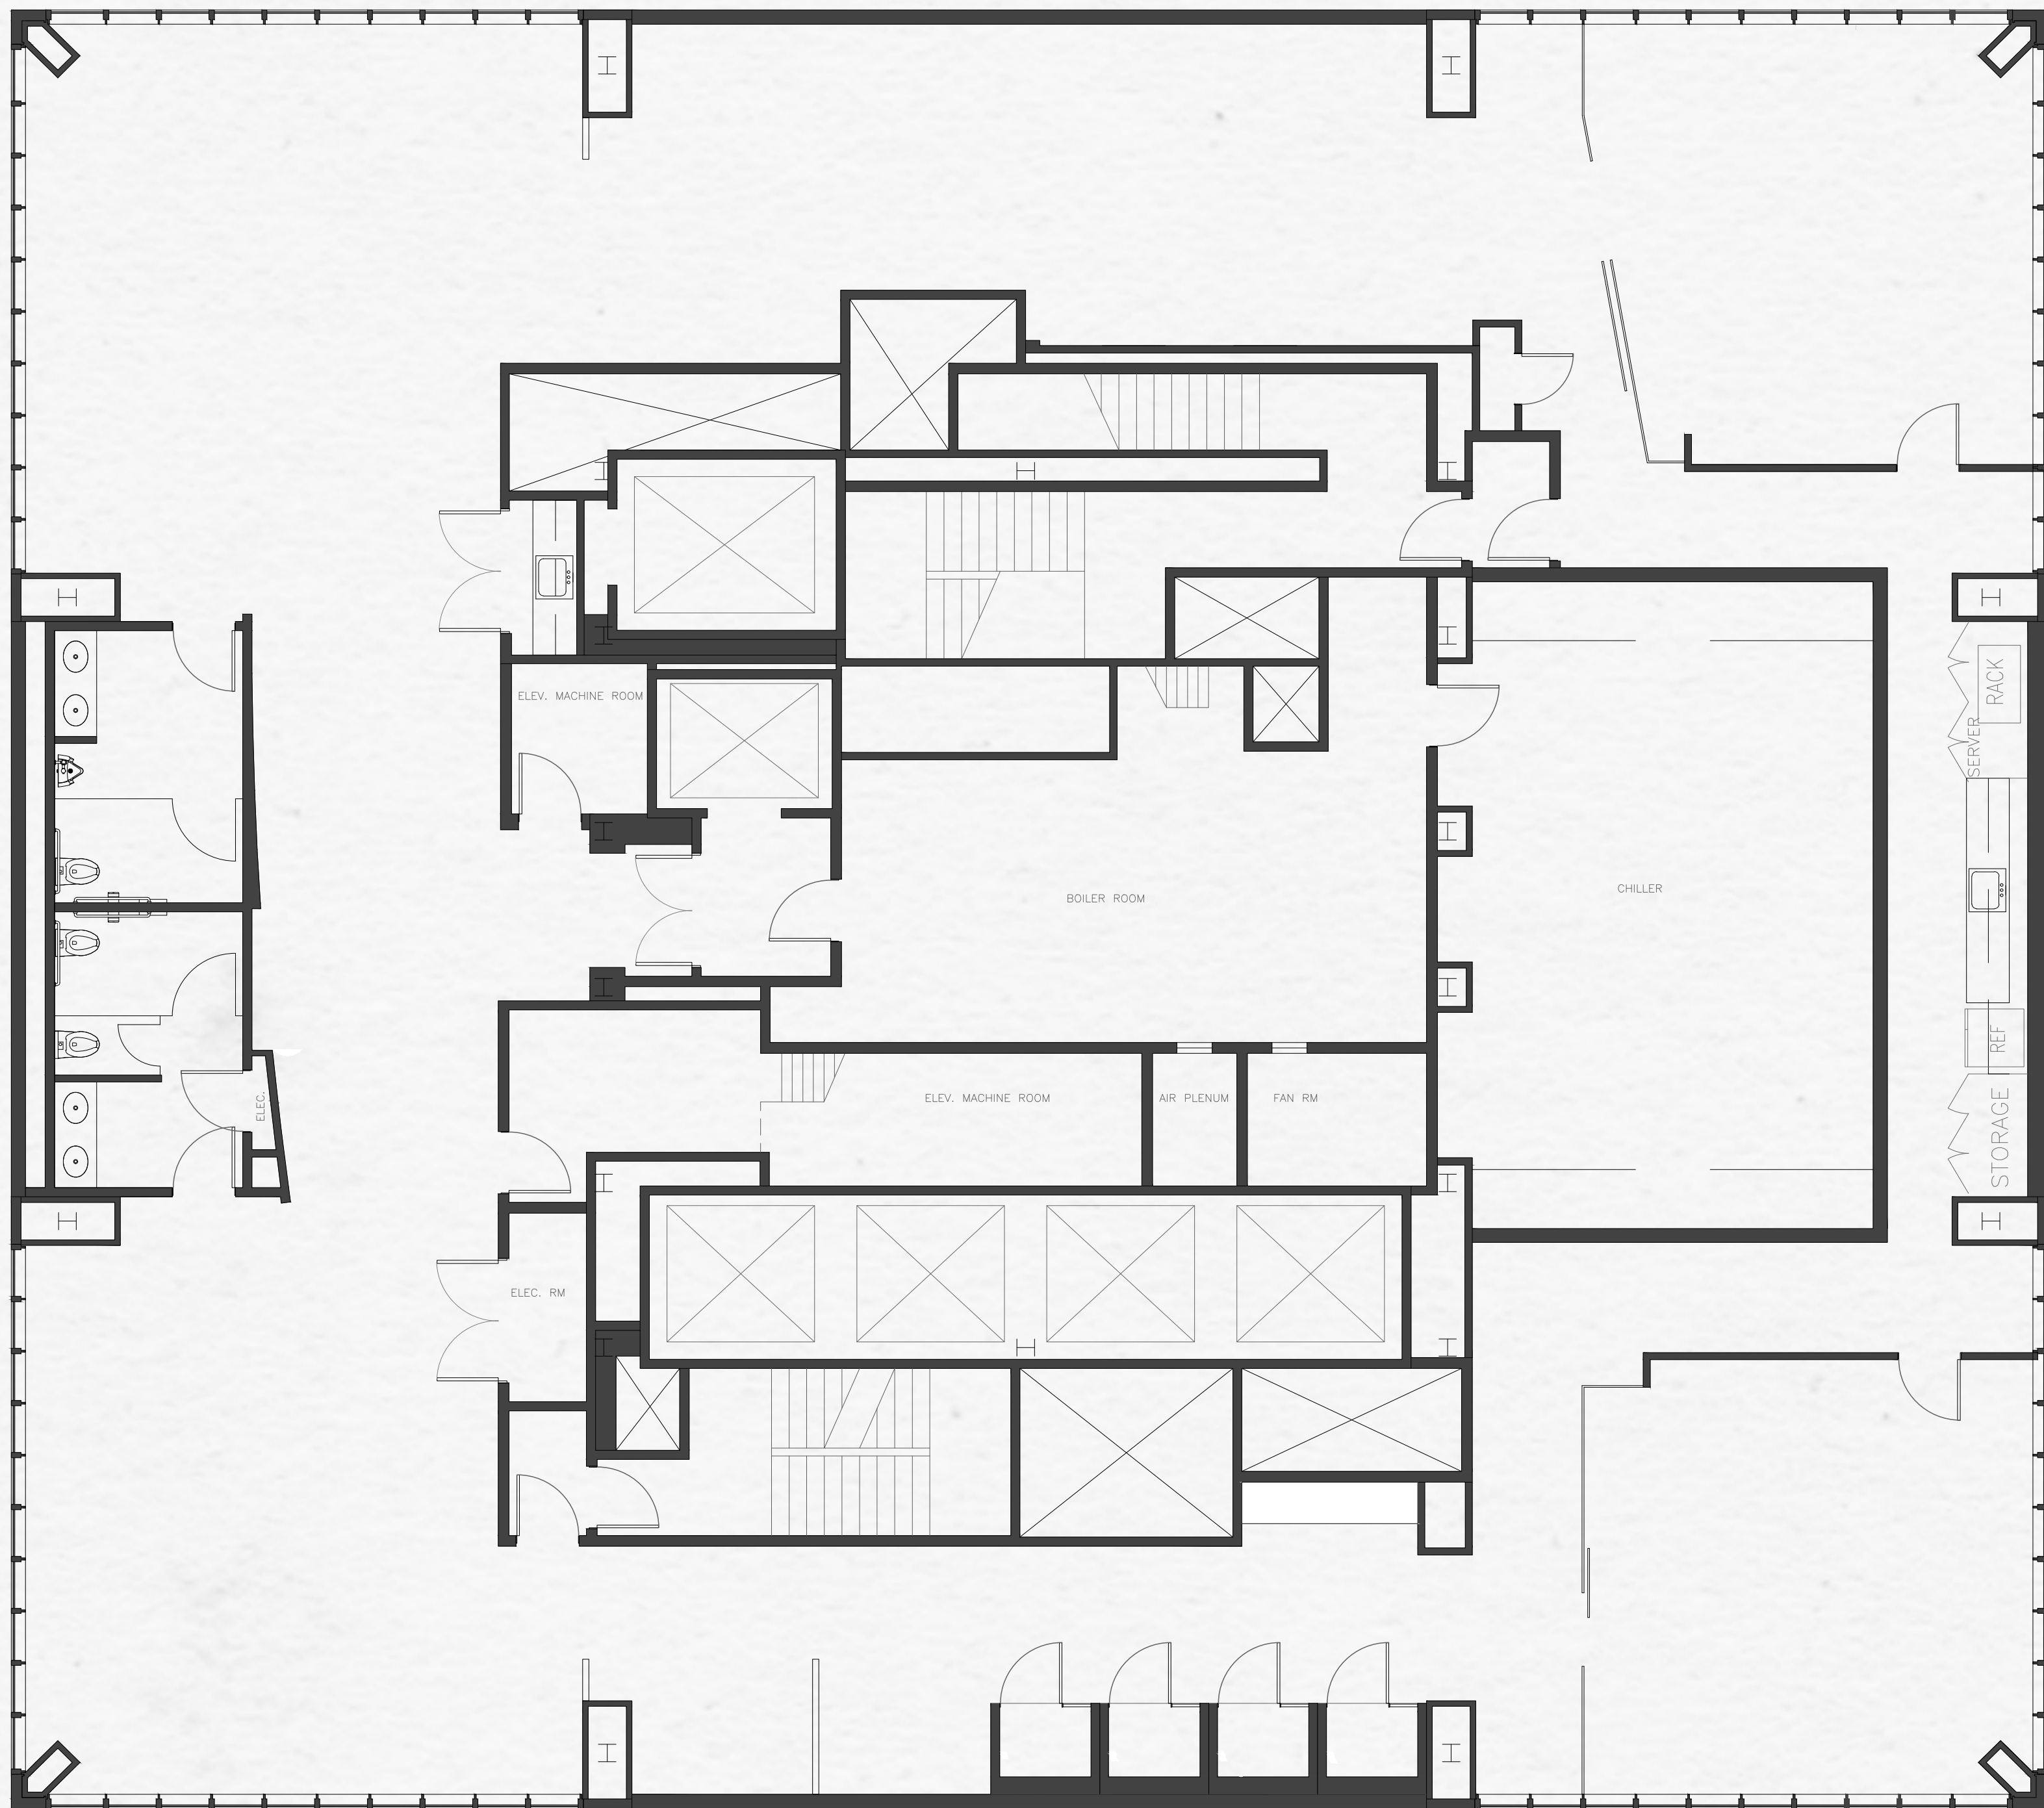 ELEV. MACHINE ROOM
RACK
SERVER
BOILER ROOM
CHILLER
REF
ELEC.
ELEV. MACHINE ROOM
AIR PLENUM
FAN RM
STORAGE
ELEC. RM